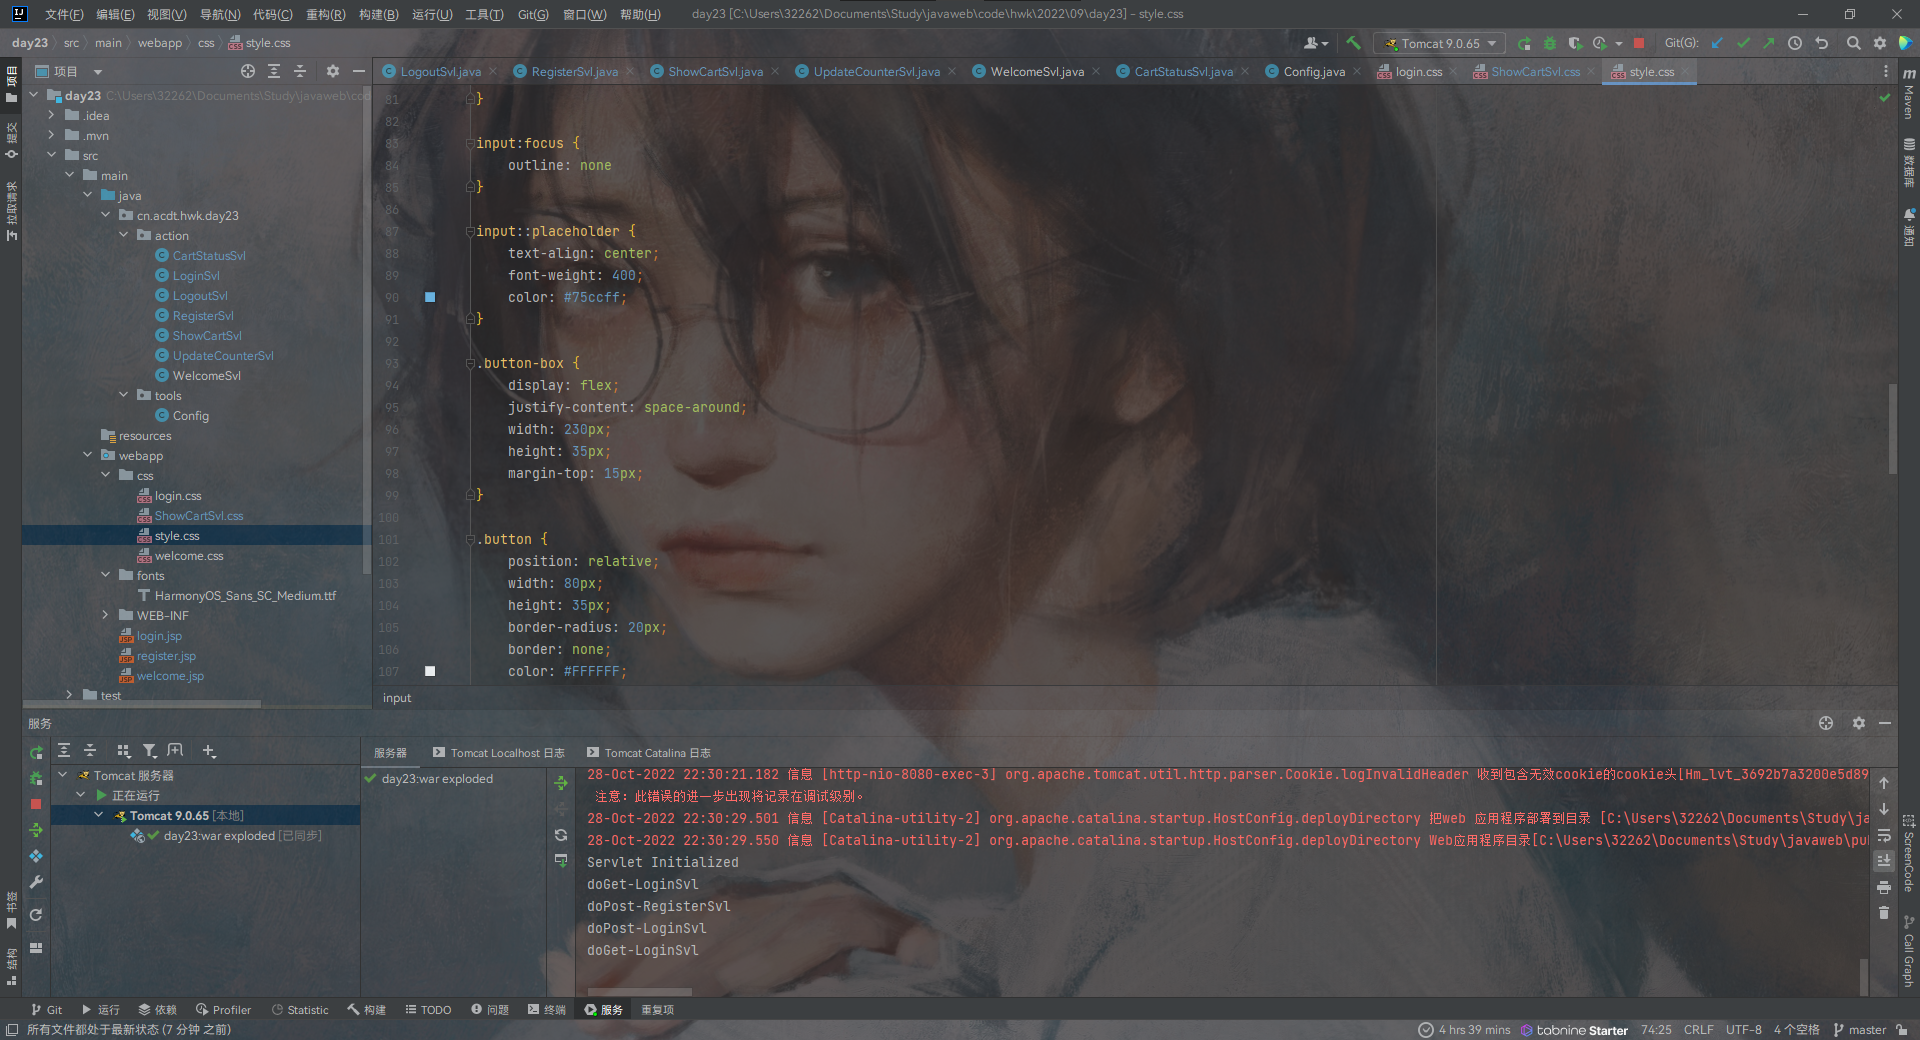 文件(F) 编辑(E) 视图(V) 导航(N) 代码(C) 重构(R) 构建(B) 运行(U) 工具(T) Git(G) 窗口(W) 帮助(H) day23 [C:\Users\32262\Documents\Study\javaweb\code\hwk\2022\09\day23] - style.css
day23 src main webapp css style.css Tomcat 9.0.65 Git(G):
项目
LogoutSvl.java RegisterSvl.java ShowCartSvl.java UpdateCounterSvl.java WelcomeSvl.java CartStatusSvl.java Config.java login.css ShowCartSvl.css style.css
项目
提交
拉取请求
书签
结构
day23 C:\Users\32262\Documents\Study\javaweb\cod
.idea
.mvn
src
main
java
cn.acdt.hwk.day23
action
CartStatusSvl
LoginSvl
LogoutSvl
RegisterSvl
ShowCartSvl
UpdateCounterSvl
WelcomeSvl
tools
Config
resources
webapp
css
login.css
ShowCartSvl.css
style.css
welcome.css
fonts
HarmonyOS_Sans_SC_Medium.ttf
WEB-INF
login.jsp
register.jsp
welcome.jsp
test
81 }
82
83 input:focus {
84 outline: none
85 }
86
87 input::placeholder {
88 text-align: center;
89 font-weight: 400;
90 color: #75ccff;
91 }
92
93 .button-box {
94 display: flex;
95 justify-content: space-around;
96 width: 230px;
97 height: 35px;
98 margin-top: 15px;
99 }
100
101 .button {
102 position: relative;
103 width: 80px;
104 height: 35px;
105 border-radius: 20px;
106 border: none;
107 color: #FFFFFF;
input
Maven
数据库
通知
ScreenCode
Call Graph
服务
Tomcat 服务器
正在运行
Tomcat 9.0.65 [本地]
day23:war exploded [已同步]
服务器 Tomcat Localhost 日志 Tomcat Catalina 日志
day23:war exploded
28-Oct-2022 22:30:21.182 信息 [http-nio-8080-exec-3] org.apache.tomcat.util.http.parser.Cookie.logInvalidHeader 收到包含无效cookie的cookie头[Hm_lvt_3692b7a3200e5d89
注意：此错误的进一步出现将记录在调试级别。
28-Oct-2022 22:30:29.501 信息 [Catalina-utility-2] org.apache.catalina.startup.HostConfig.deployDirectory 把web 应用程序部署到目录 [C:\Users\32262\Documents\Study\ja
28-Oct-2022 22:30:29.550 信息 [Catalina-utility-2] org.apache.catalina.startup.HostConfig.deployDirectory Web应用程序目录[C:\Users\32262\Documents\Study\javaweb\pu
Servlet Initialized
doGet-LoginSvl
doPost-RegisterSvl
doPost-LoginSvl
doGet-LoginSvl
Git 运行 依赖 Profiler Statistic 构建 TODO 问题 终端 服务 重复项
所有文件都处于最新状态 (7 分钟 之前) 4 hrs 39 mins tabnine Starter 74:25 CRLF UTF-8 4 个空格 master